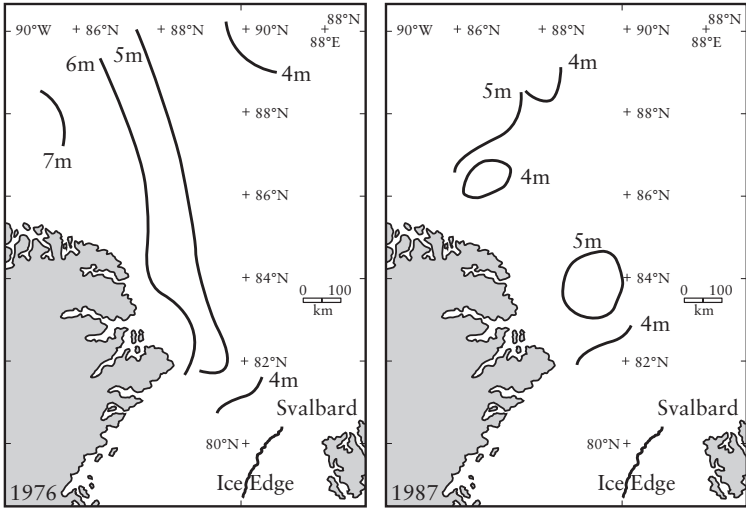 88°N
90°W + 86°N + 88°N + 90°N +
88°E
6m 5m
4m
+ 88°N
7m
+ 86°N
+ 84°N
0 100
km
+ 82°N
4m
Svalbard
80°N +
Ice Edge
1976
88°N
90°W + 86°N + 88°N + 90°N +
88°E
4m
5m
+ 88°N
4m
+ 86°N
5m
+ 84°N
0 100
km
4m
+ 82°N
Svalbard
80°N +
Ice Edge
1987